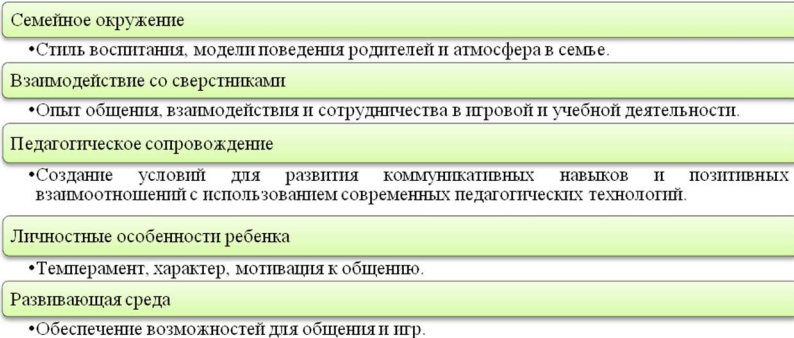 Семейное окружение
•Стиль воспитания, модели поведения родителей и атмосфера в семье.
Взаимодействие со сверстниками
•Опыт общения, взаимодействия и сотрудничества в игровой и учебной деятельности.
Педагогическое сопровождение
•Создание условий для развития коммуникативных навыков и позитивных
взаимоотношений с использованием современных педагогических технологий.
Личностные особенности ребенка
•Темперамент, характер, мотивация к общению.
Развивающая среда
•Обеспечение возможностей для общения и игр.